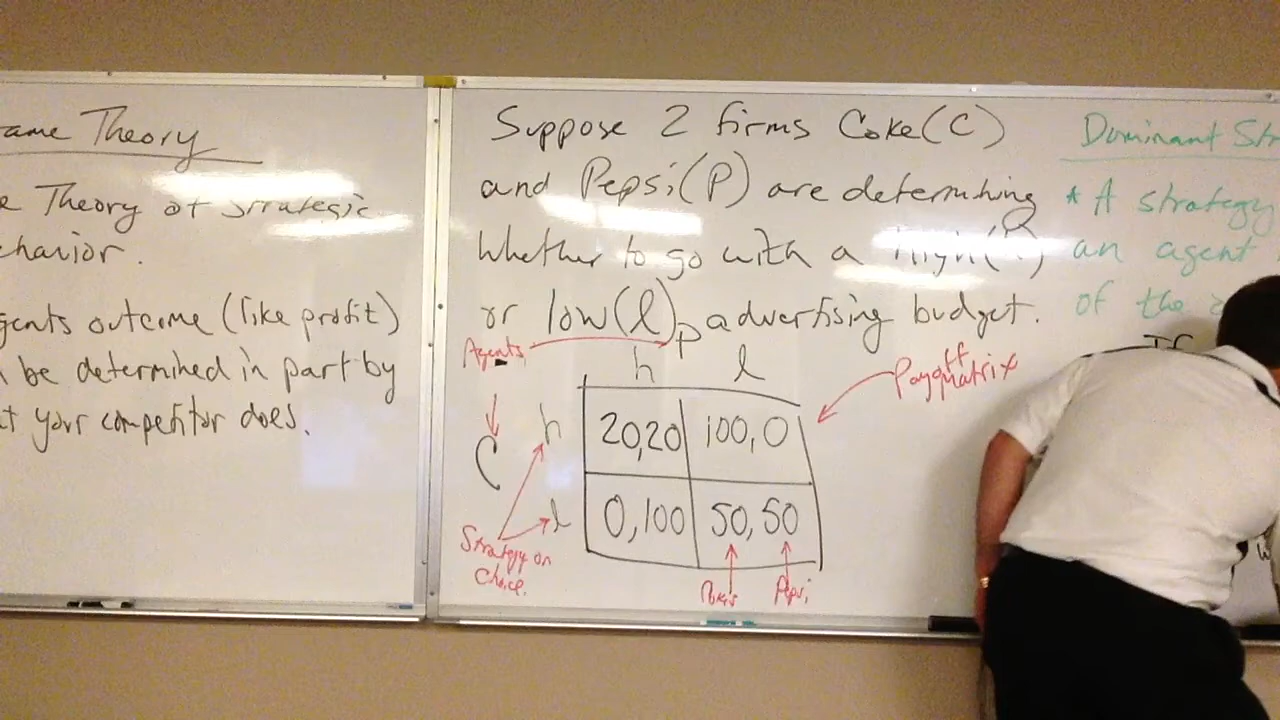 ame Theory
e Theory of Strategic
havior.
gents outcome (like profit)
be determined in part by
t your competitor does.
Suppose 2 firms Coke(C)
and Pepsi(P) are determining
whether to go with a High(h)
or low(l) advertising budget.
Agents
P
h l
Payoff matrix
C
h 20,20 100,0
l 0,100 50,50
Strategy or
Choice.
Pepsi
Dominant Str
* A strategy
an agent
of the